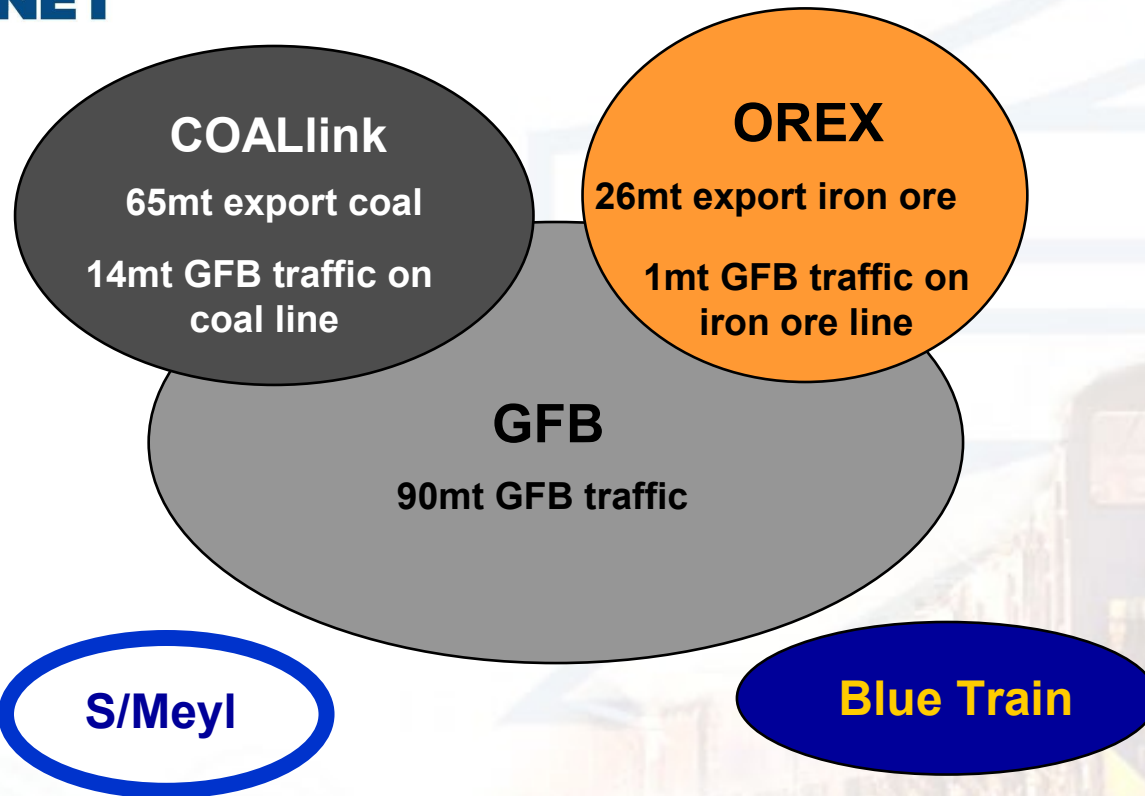 NET
COALlink
65mt export coal
14mt GFB traffic on
coal line
OREX
26mt export iron ore
1mt GFB traffic on
iron ore line
GFB
90mt GFB traffic
S/Meyl
Blue Train